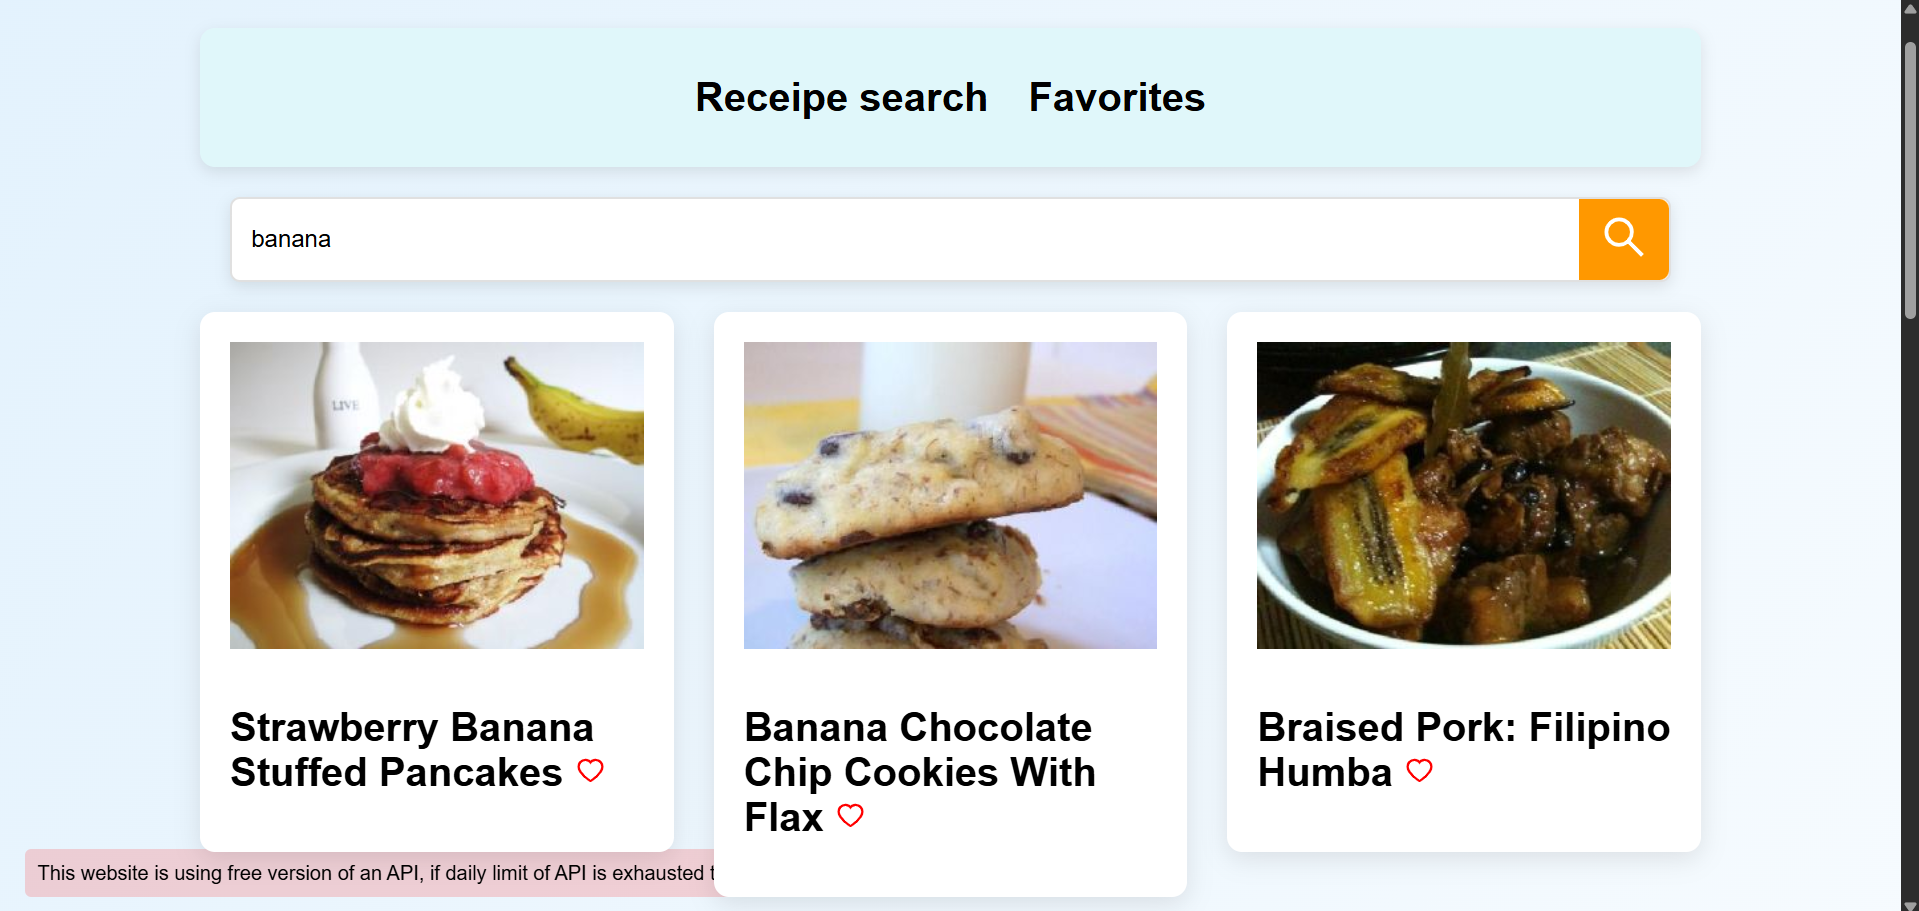 Receipe search Favorites
banana
LIVE
Strawberry Banana
Stuffed Pancakes
Banana Chocolate
Chip Cookies With
Flax
Braised Pork: Filipino
Humba
This website is using free version of an API, if daily limit of API is exhausted